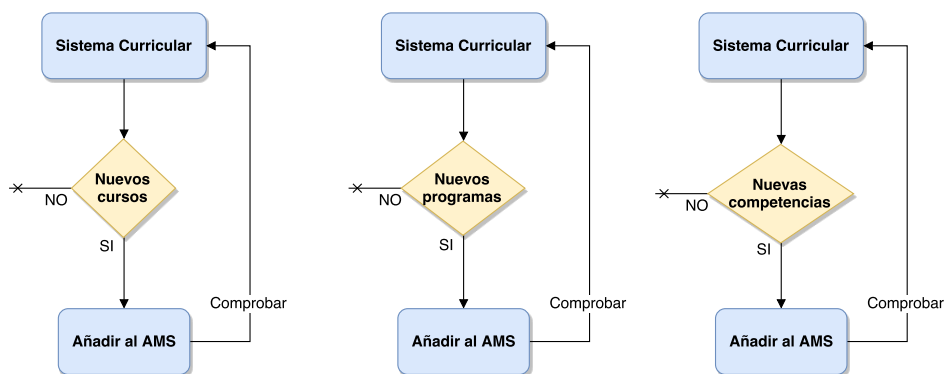 Sistema Curricular
Nuevos
cursos
NO
SI
Comprobar
Añadir al AMS
Sistema Curricular
Nuevos
programas
NO
SI
Comprobar
Añadir al AMS
Sistema Curricular
Nuevas
competencias
NO
SI
Comprobar
Añadir al AMS